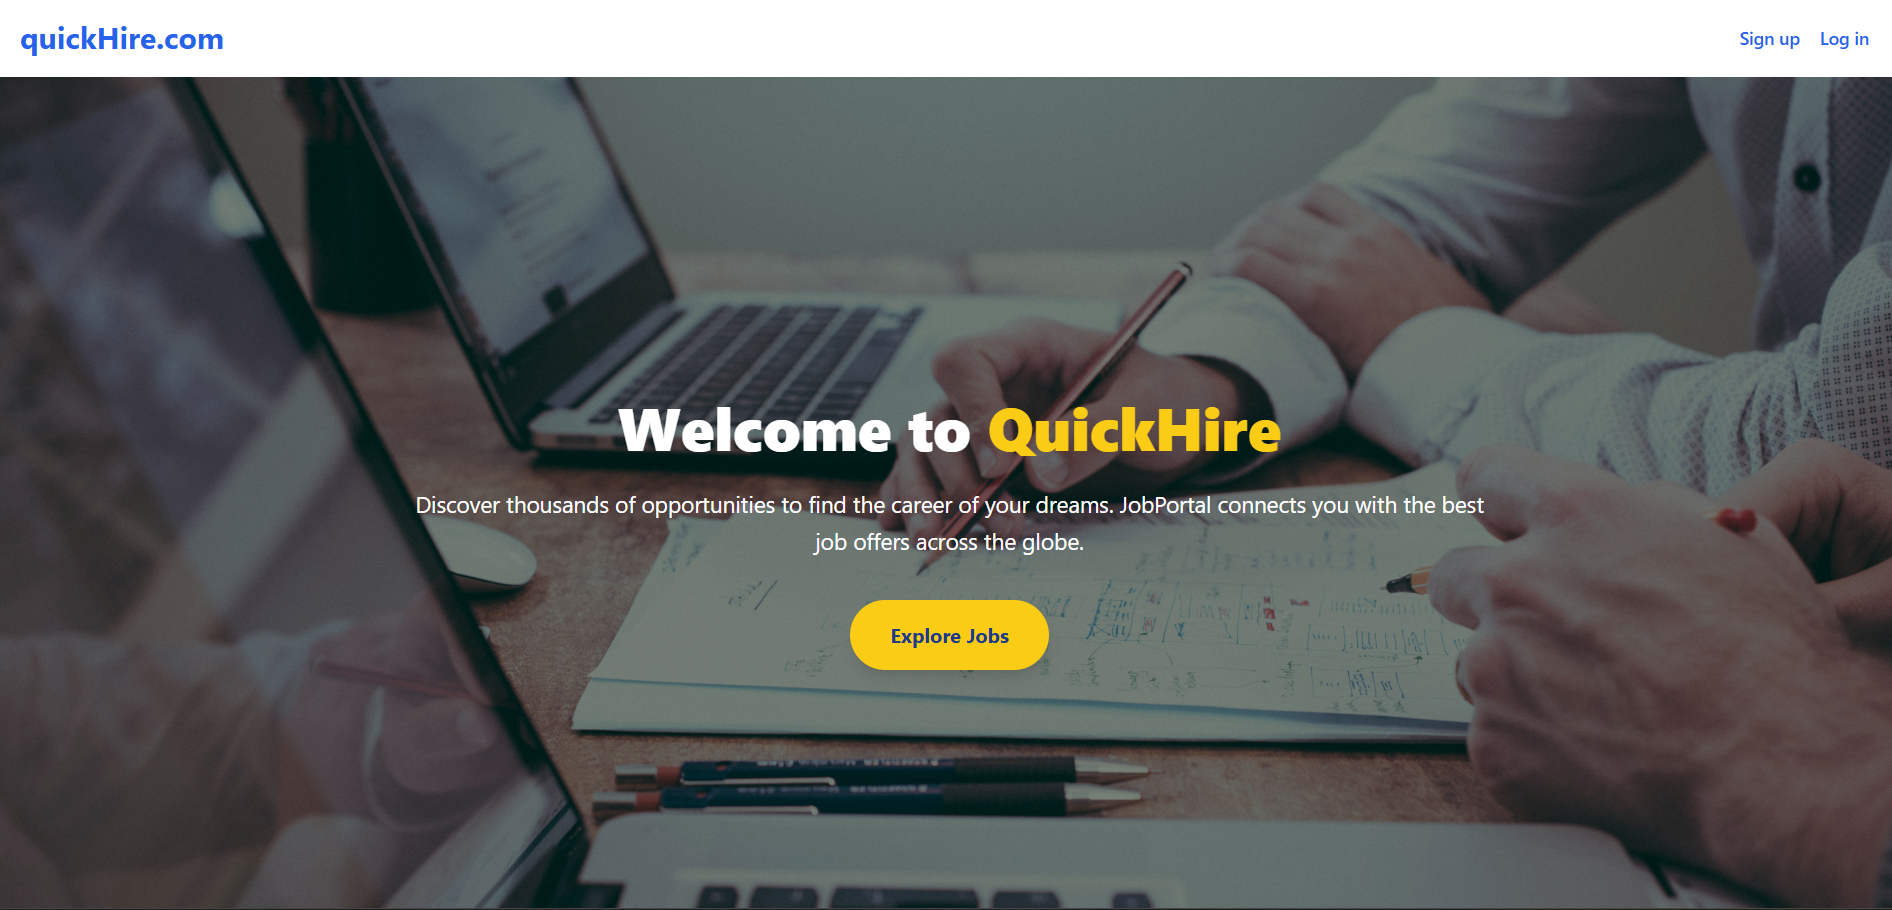 quickHire.com
Sign up
Log in
Welcome to QuickHire
Discover thousands of opportunities to find the career of your dreams. JobPortal connects you with the best
job offers across the globe.
Explore Jobs